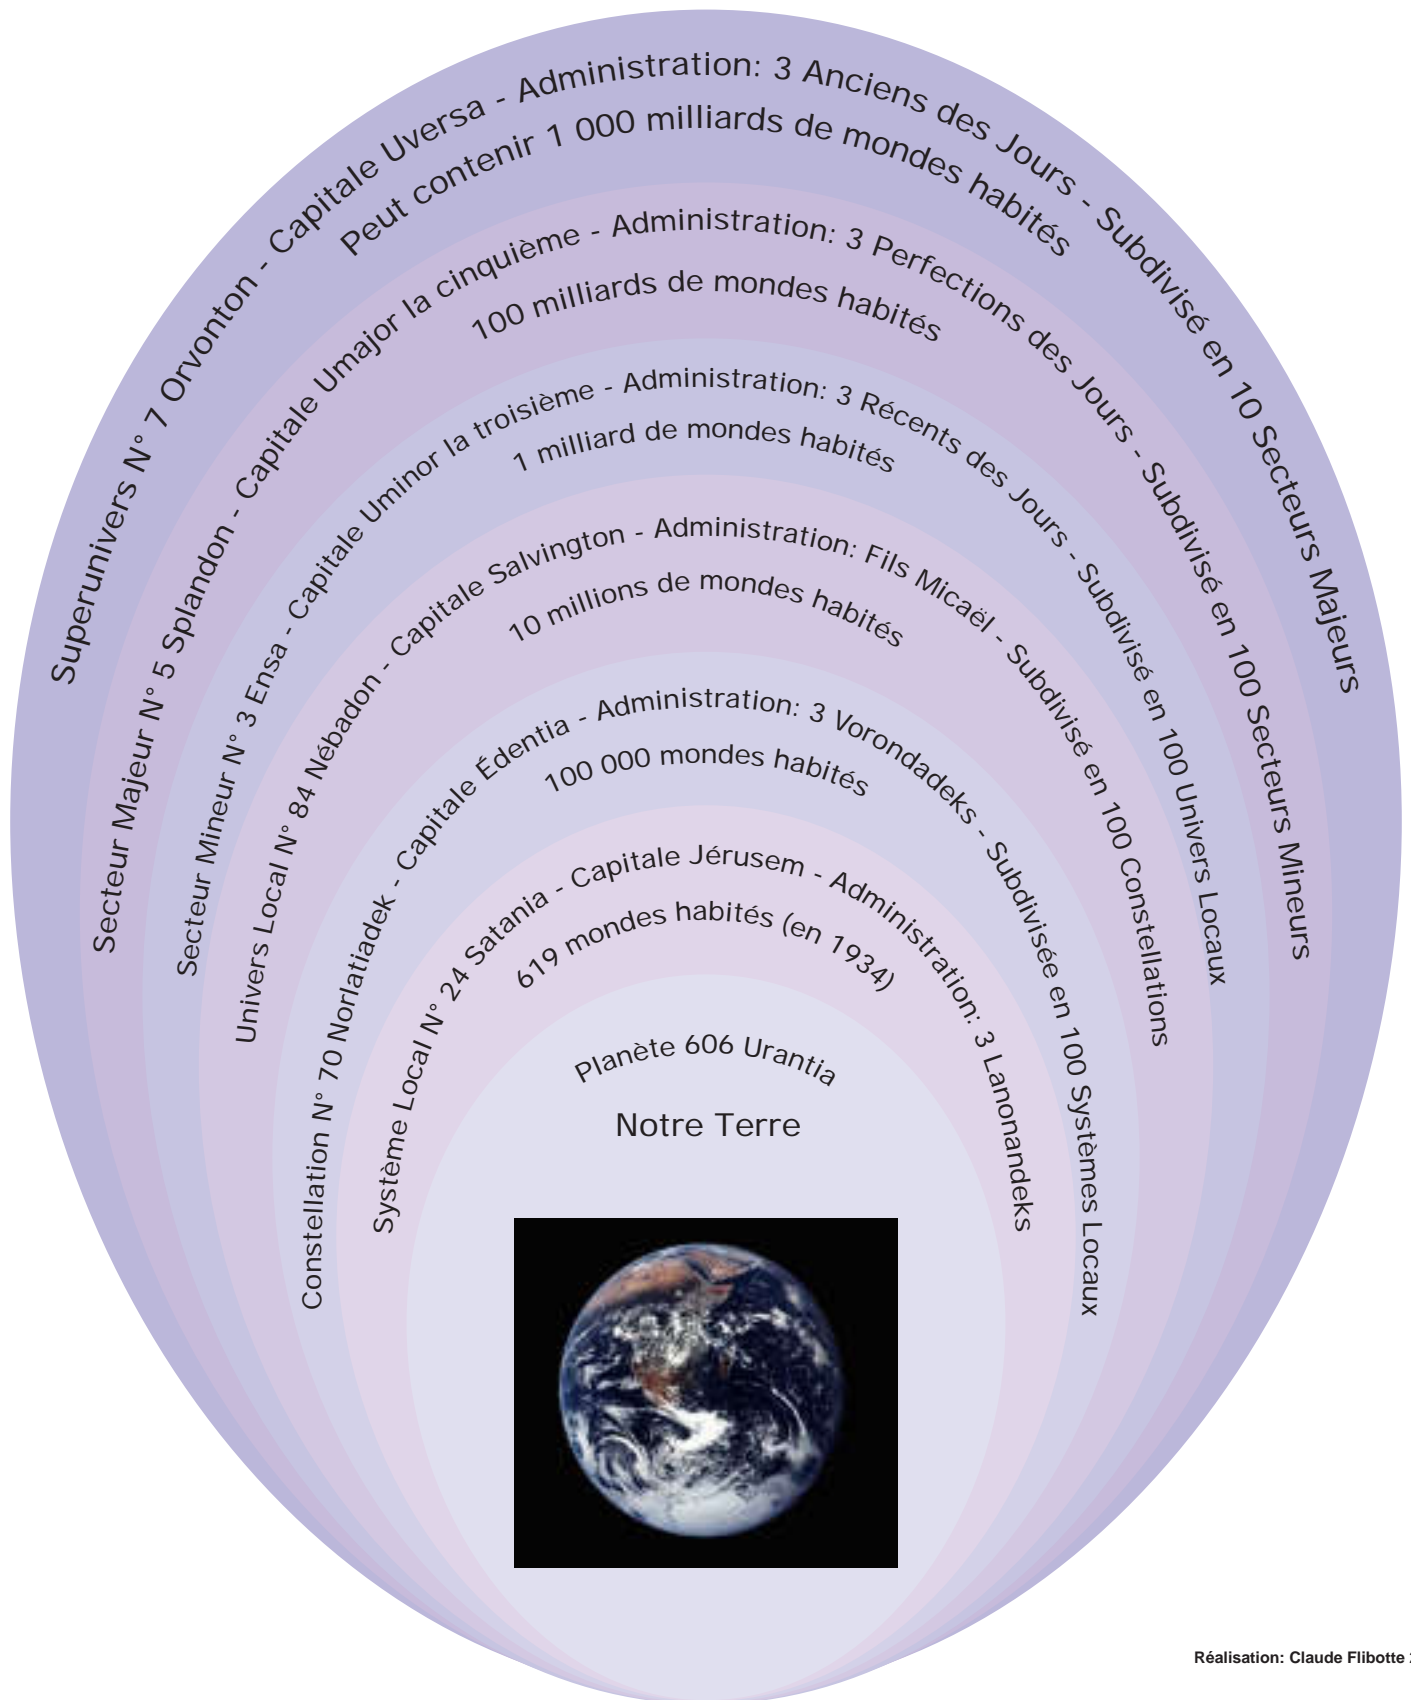 Superunivers N° 7 Orvonton - Capitale Uversa - Administration: 3 Anciens des Jours - Subdivisé en 10 Secteurs Majeurs
Peut contenir 1 000 milliards de mondes habités
Secteur Majeur N° 5 Splandon - Capitale Umajor la cinquième - Administration: 3 Perfections des Jours - Subdivisé en 100 Secteurs Mineurs
100 milliards de mondes habités
Secteur Mineur N° 3 Ensa - Capitale Uminor la troisième - Administration: 3 Récents des Jours - Subdivisé en 100 Univers Locaux
1 milliard de mondes habités
Univers Local N° 84 Nébadon - Capitale Salvington - Administration: Fils Micaël - Subdivisé en 100 Constellations
10 millions de mondes habités
Constellation N° 70 Norlatiadek - Capitale Édentia - Administration: 3 Vorondadeks - Subdivisée en 100 Systèmes Locaux
100 000 mondes habités
Système Local N° 24 Satania - Capitale Jérusem - Administration: 3 Lanonandeks
619 mondes habités (en 1934)
Planète 606 Urantia
Notre Terre
Réalisation: Claude Flibotte